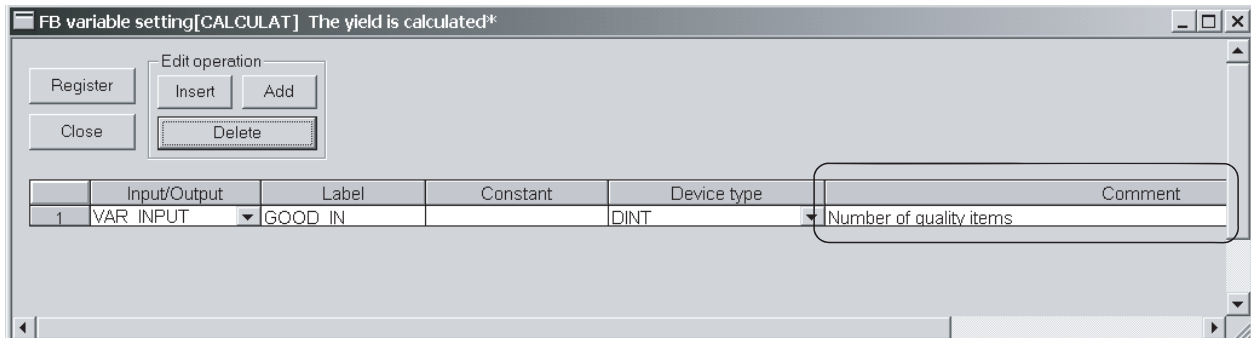 FB variable setting[CALCULAT] The yield is calculated*
Edit operation
Register Insert Add
Close Delete
Input/Output Label Constant Device type Comment
1 VAR_INPUT GOOD_IN DINT Number of quality items